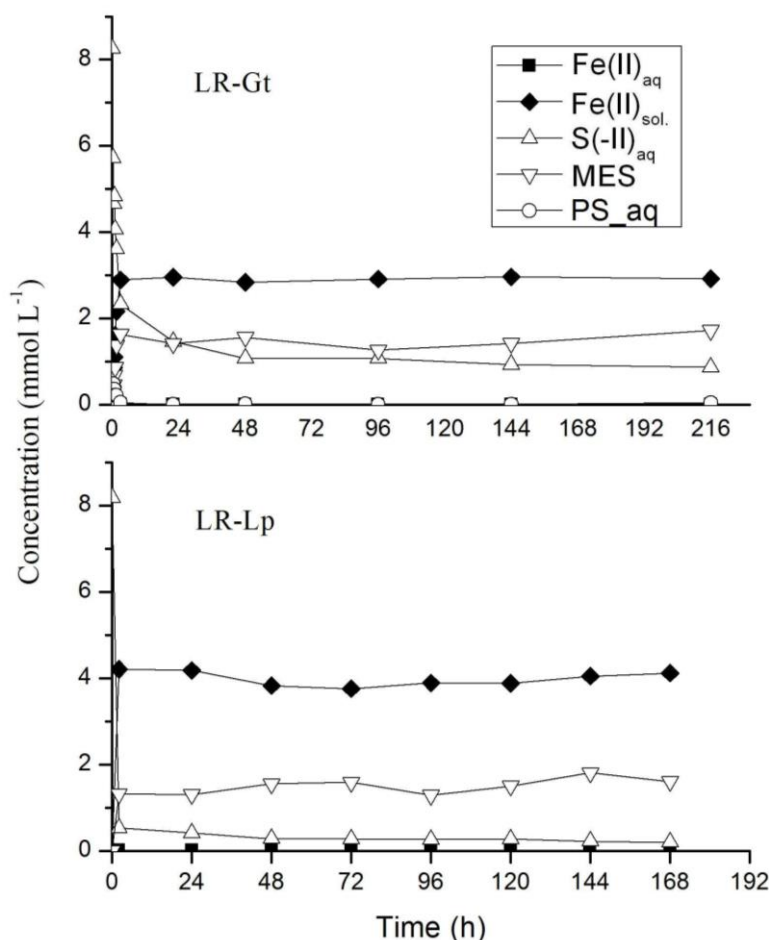 LR-Gt
Fe(II)aq
Fe(II)sol.
S(-II)aq
MES
PS_aq
8
6
4
2
0
0 24 48 72 96 120 144 168 192 216
LR-Lp
8
6
4
2
0
0 24 48 72 96 120 144 168 192
Concentration (mmol L-1)
Time (h)